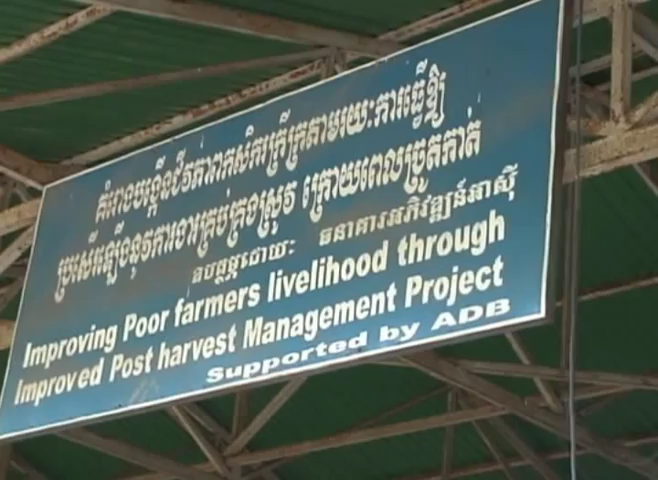 គំរោងបង្កើនជីវភាពកសិករក្រីក្រតាមរយៈការធ្វើឱ្យ
ប្រសើរឡើងនូវការគ្រប់គ្រងស្រូវ ក្រោយពេលច្រូតកាត់
ឧបត្ថម្ភដោយ: ធនាគារអភិវឌ្ឍន៍អាស៊ី
Improving Poor farmers livelihood through
Improved Post harvest Management Project
Supported by ADB